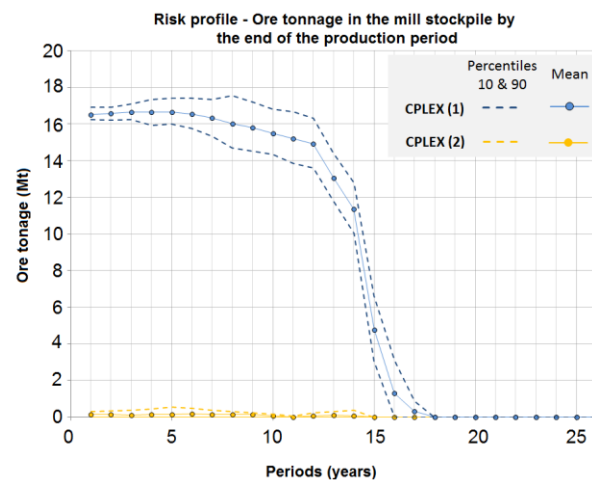 Risk profile - Ore tonnage in the mill stockpile by
the end of the production period
Percentiles
10 & 90
Mean
CPLEX (1)
CPLEX (2)
Ore tonage (Mt)
20
18
16
14
12
10
8
6
4
2
0
0 5 10 15 20 25
Periods (years)